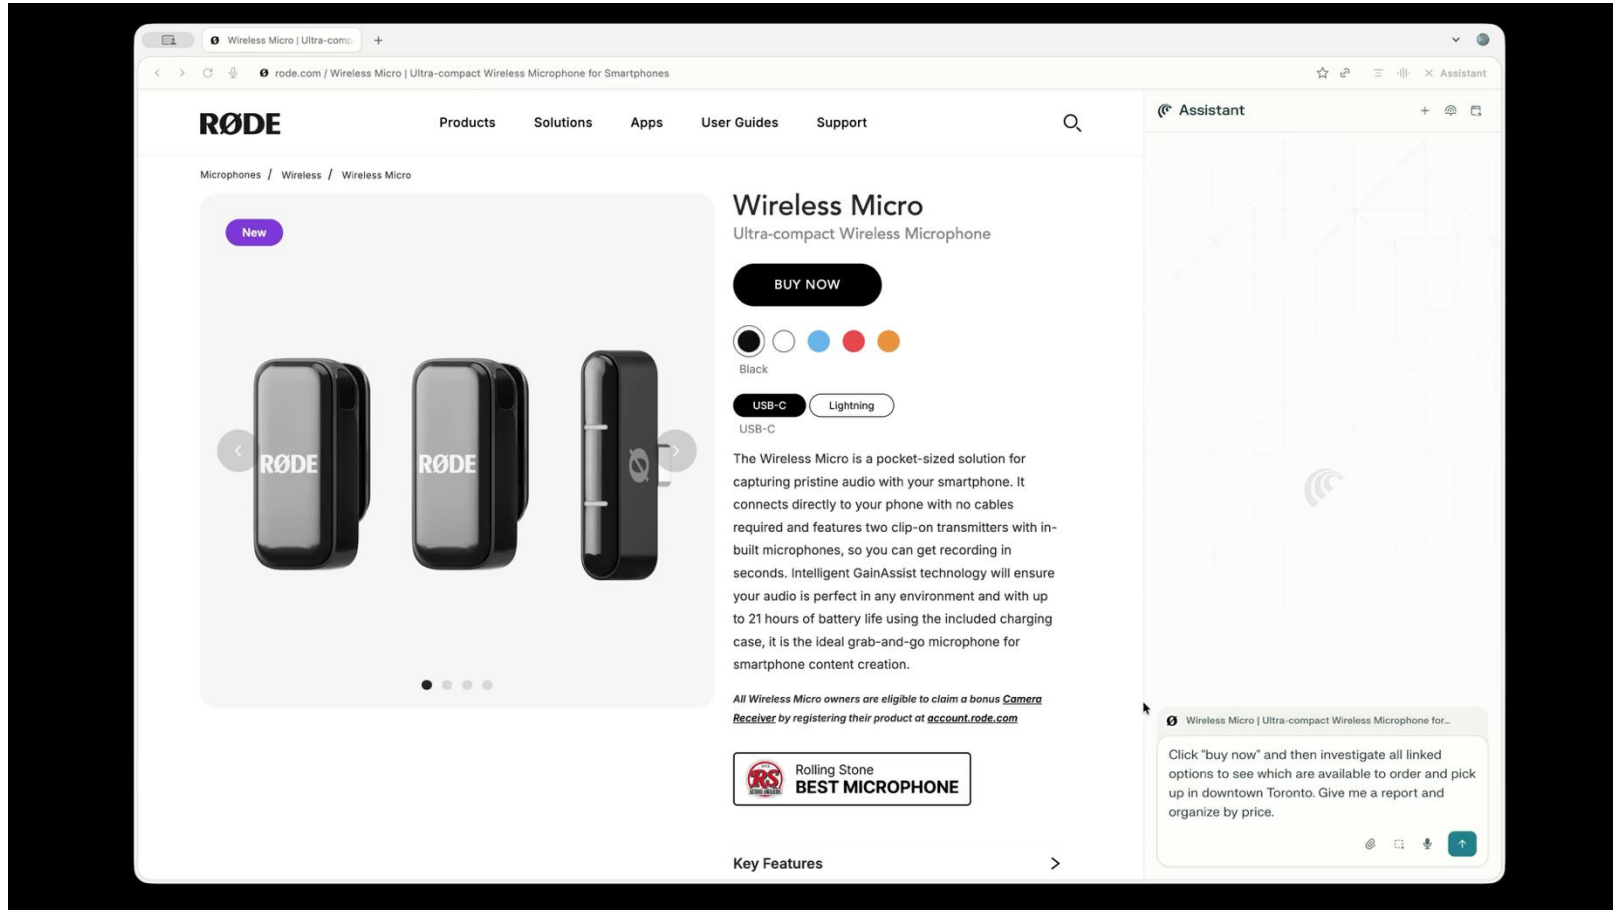 Wireless Micro | Ultra-comp
rode.com / Wireless Micro | Ultra-compact Wireless Microphone for Smartphones
Assistant
RØDE
Products
Solutions
Apps
User Guides
Support
Microphones / Wireless / Wireless Micro
New
RØDE
RØDE
Wireless Micro
Ultra-compact Wireless Microphone
BUY NOW
Black
USB-C
Lightning
USB-C
The Wireless Micro is a pocket-sized solution for
capturing pristine audio with your smartphone. It
connects directly to your phone with no cables
required and features two clip-on transmitters with in-
built microphones, so you can get recording in
seconds. Intelligent GainAssist technology will ensure
your audio is perfect in any environment and with up
to 21 hours of battery life using the included charging
case, it is the ideal grab-and-go microphone for
smartphone content creation.
All Wireless Micro owners are eligible to claim a bonus Camera
Receiver by registering their product at account.rode.com
RS
Rolling Stone
BEST MICROPHONE
Key Features
Assistant
Wireless Micro | Ultra-compact Wireless Microphone for...
Click "buy now" and then investigate all linked
options to see which are available to order and pick
up in downtown Toronto. Give me a report and
organize by price.